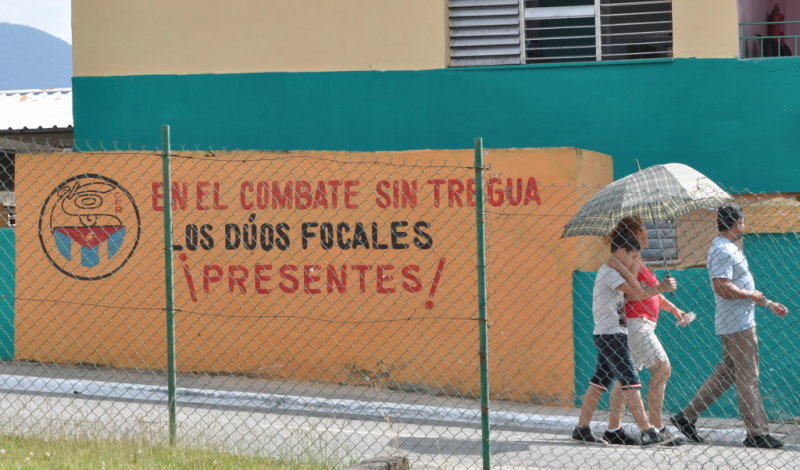 EN EL COMBATE SIN TREGUA
LOS DÚOS FOCALES
¡PRESENTES!